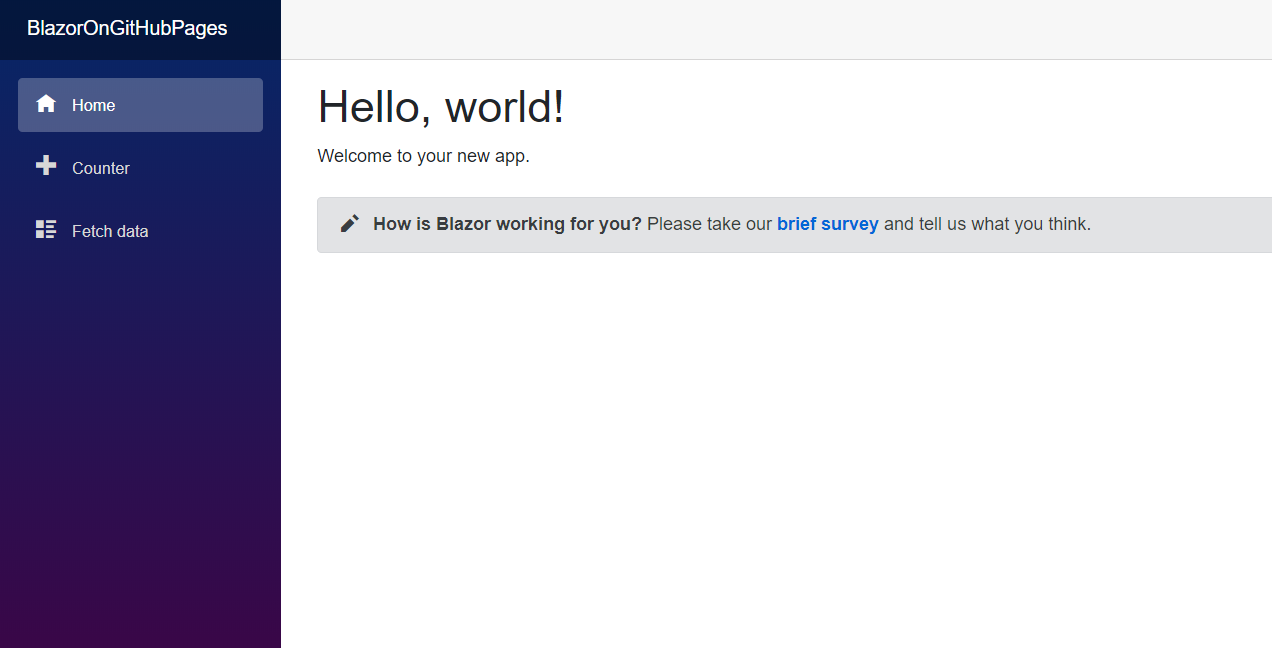 BlazorOnGitHubPages
Home
Counter
Fetch data
Hello, world!
Welcome to your new app.
How is Blazor working for you? Please take our brief survey and tell us what you think.